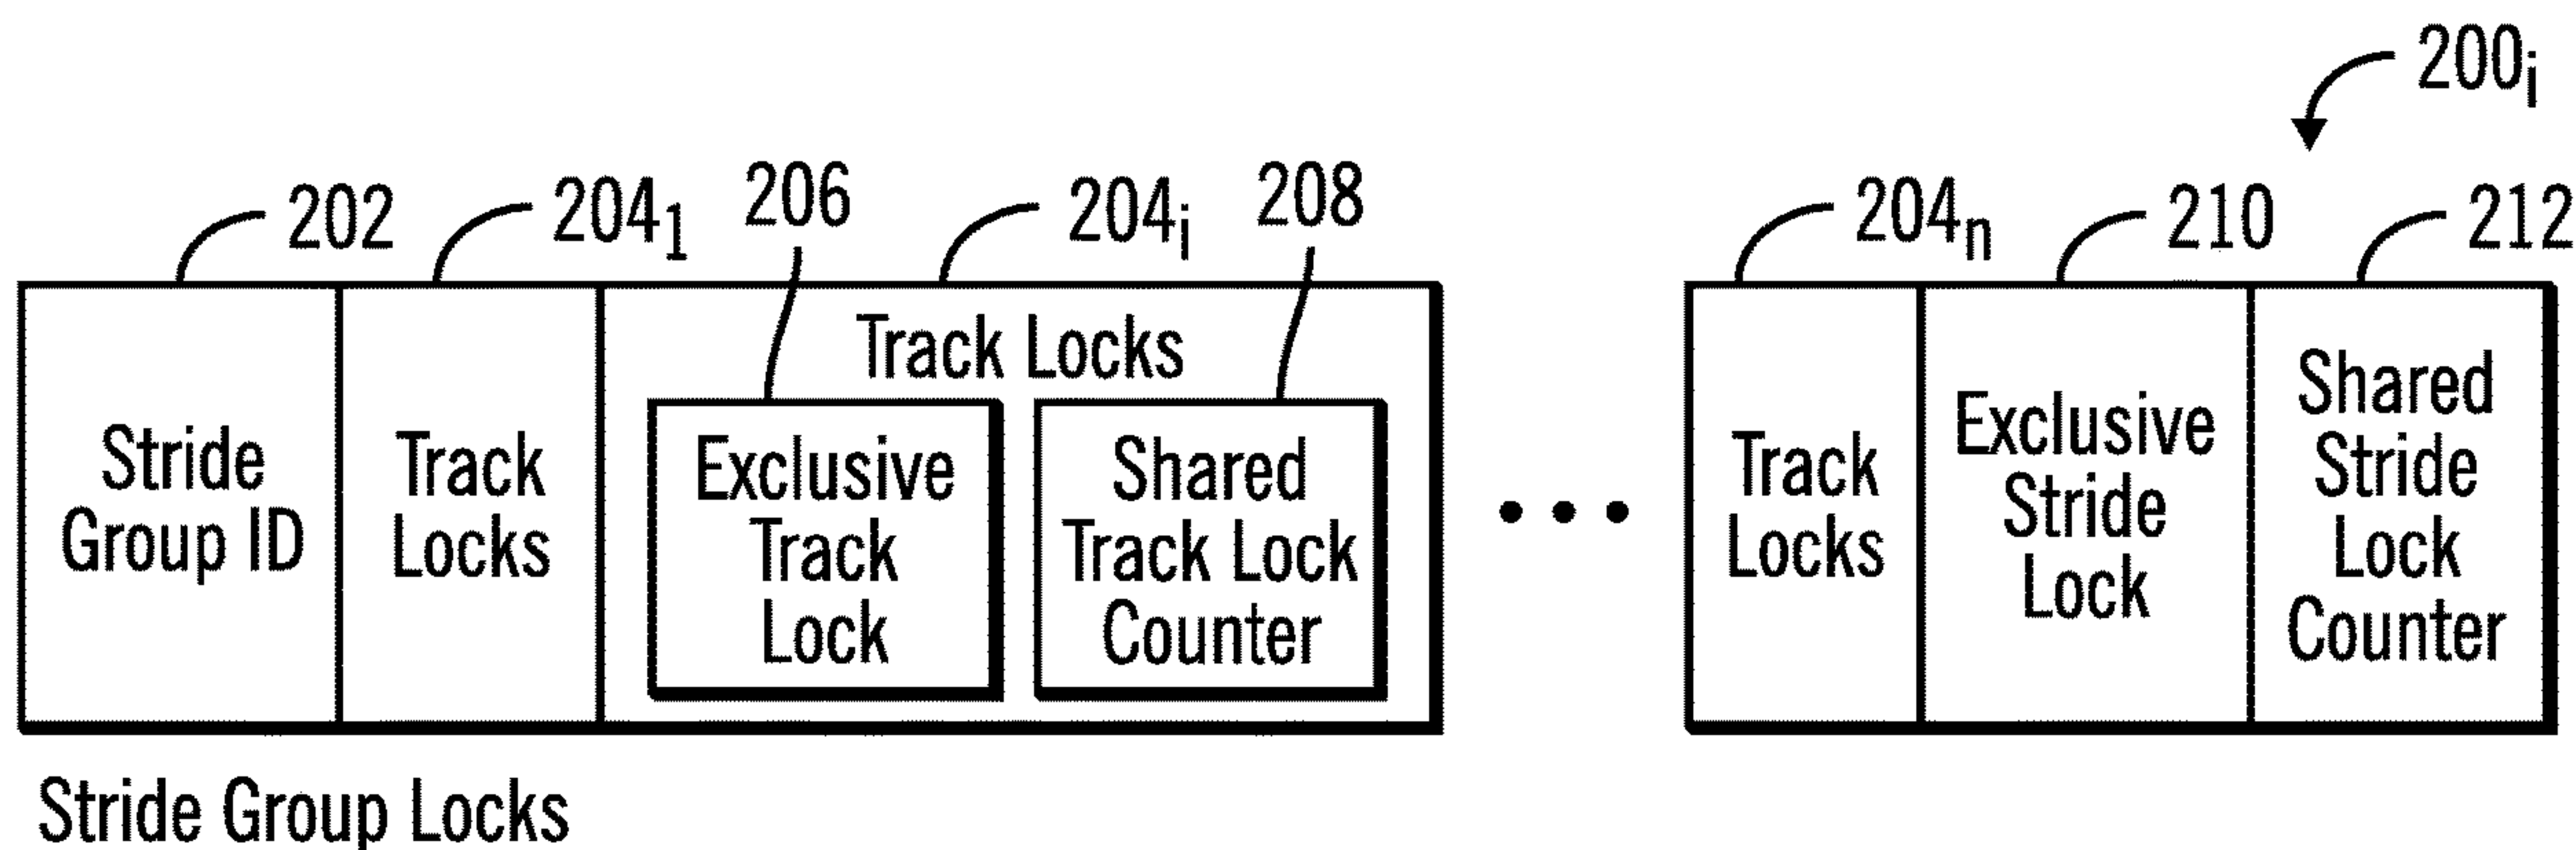 200i
202
2041
206
204i
208
204n
210
212
Stride
Group ID
Track
Locks
Track Locks
Exclusive
Track
Lock
Shared
Track Lock
Counter
• • •
Track
Locks
Exclusive
Stride
Lock
Shared
Stride
Lock
Counter
Stride Group Locks